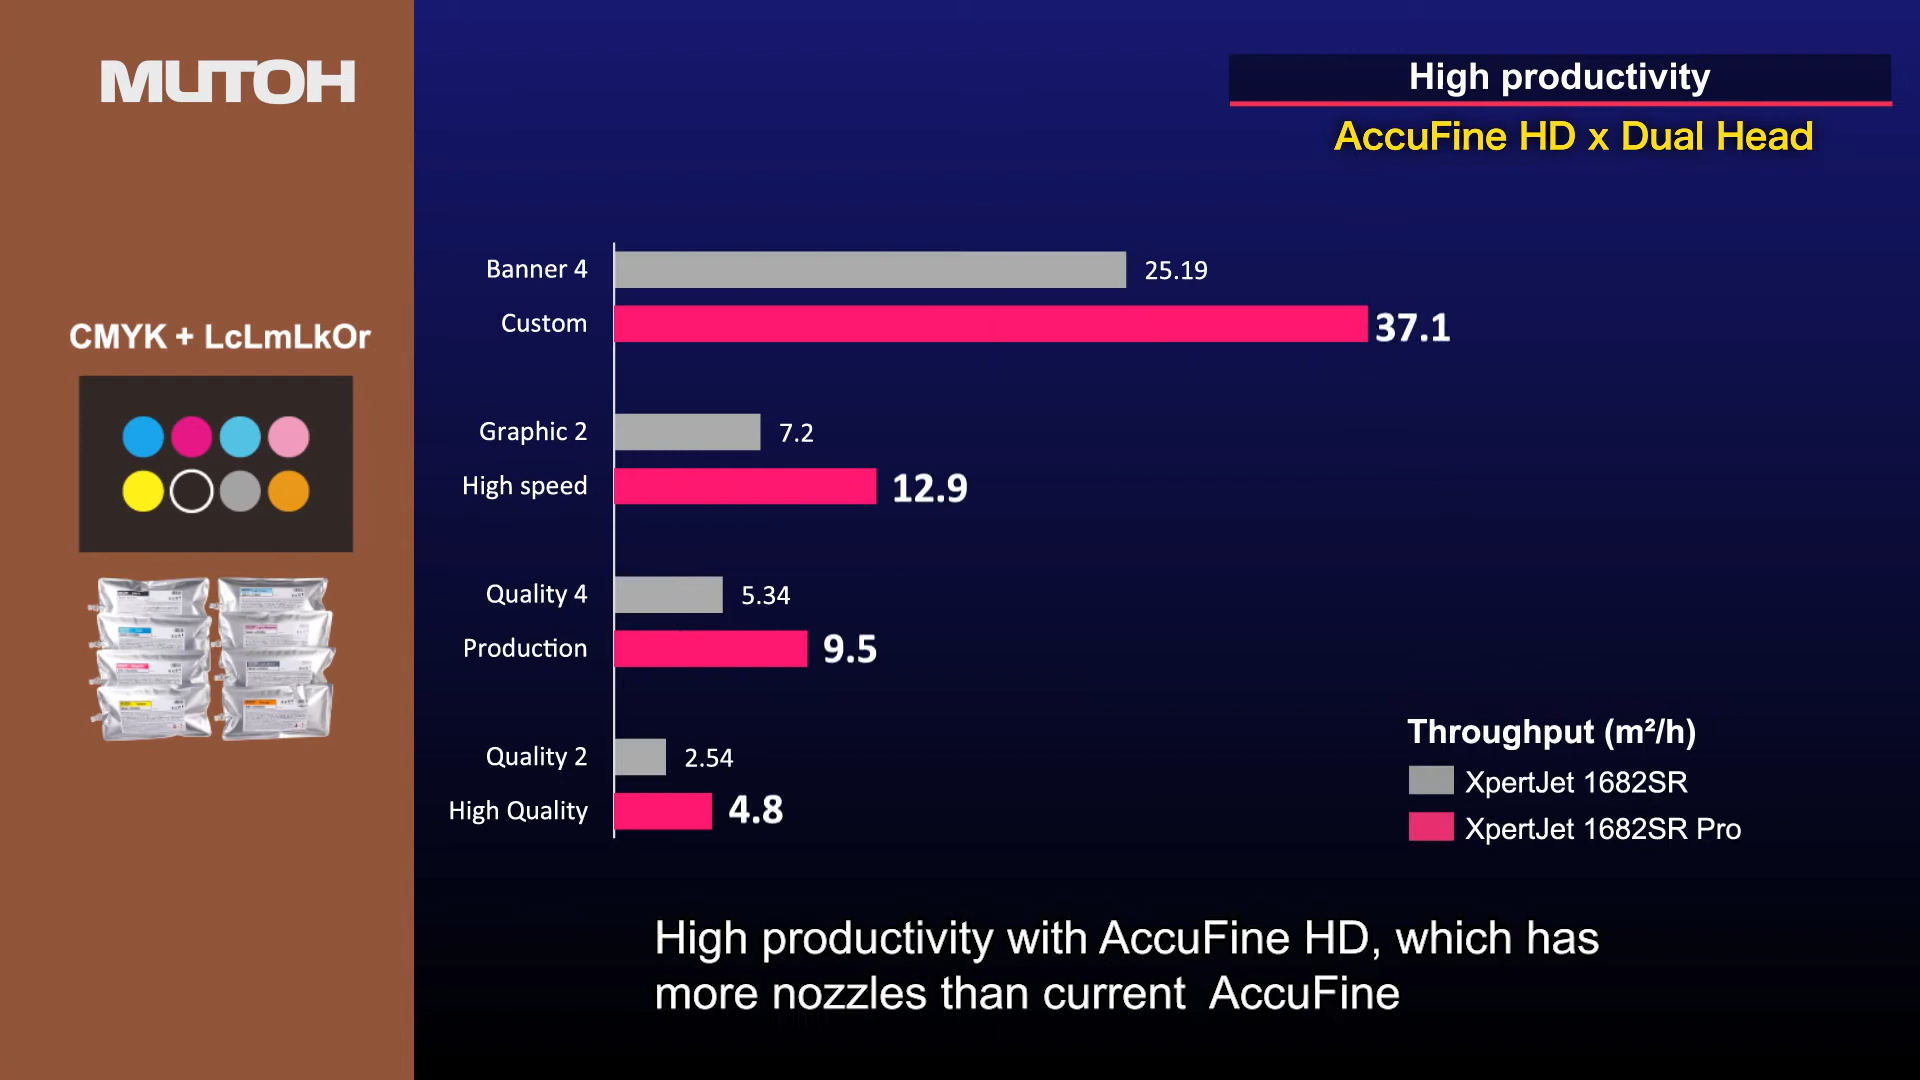 MUTOH
CMYK + LcLmLkOr
High productivity
AccuFine HD x Dual Head
Banner 4
25.19
Custom
37.1
Graphic 2
7.2
High speed
12.9
Quality 4
5.34
Production
9.5
Quality 2
2.54
High Quality
4.8
Throughput (m²/h)
XpertJet 1682SR
XpertJet 1682SR Pro
High productivity with AccuFine HD, which has
more nozzles than current AccuFine